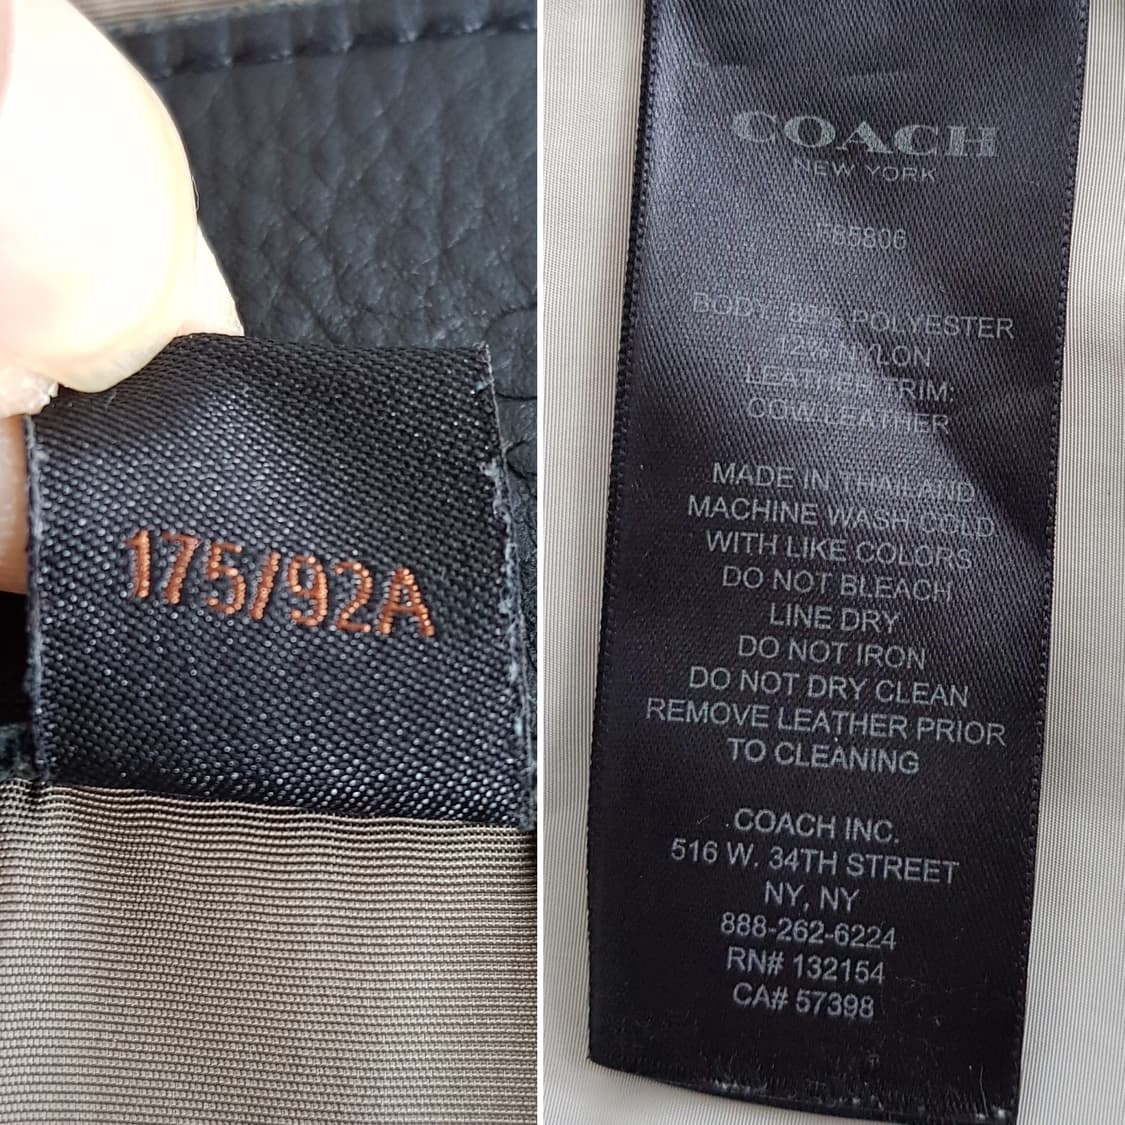 175/92A
COACH
NEW YORK
F85806
BODY: 88% POLYESTER
12% NYLON
LEATHER TRIM:
COW LEATHER
MADE IN THAILAND
MACHINE WASH COLD
WITH LIKE COLORS
DO NOT BLEACH
LINE DRY
DO NOT IRON
DO NOT DRY CLEAN
REMOVE LEATHER PRIOR
TO CLEANING
COACH INC.
516 W. 34TH STREET
NY, NY
888-262-6224
RN# 132154
CA# 57398